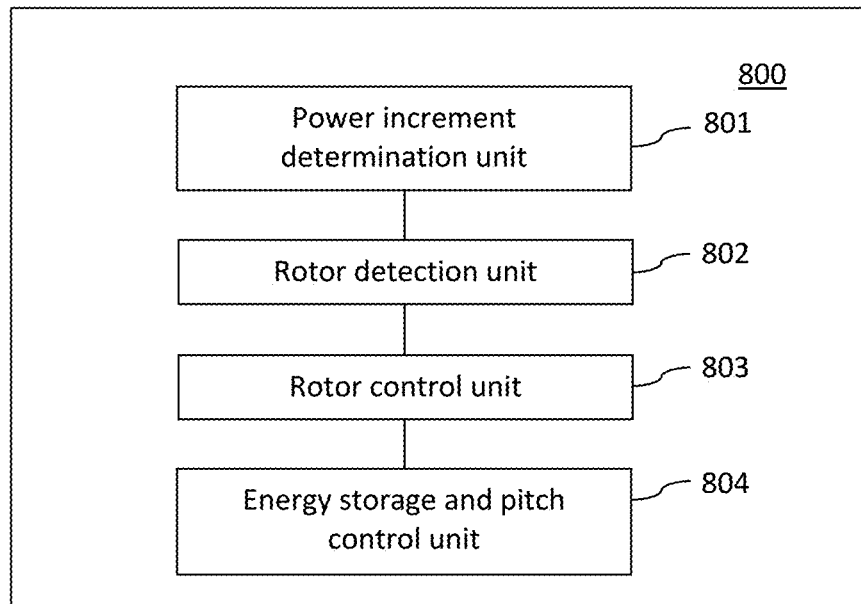 800
Power increment
determination unit
801
Rotor detection unit
802
Rotor control unit
803
Energy storage and pitch
control unit
804